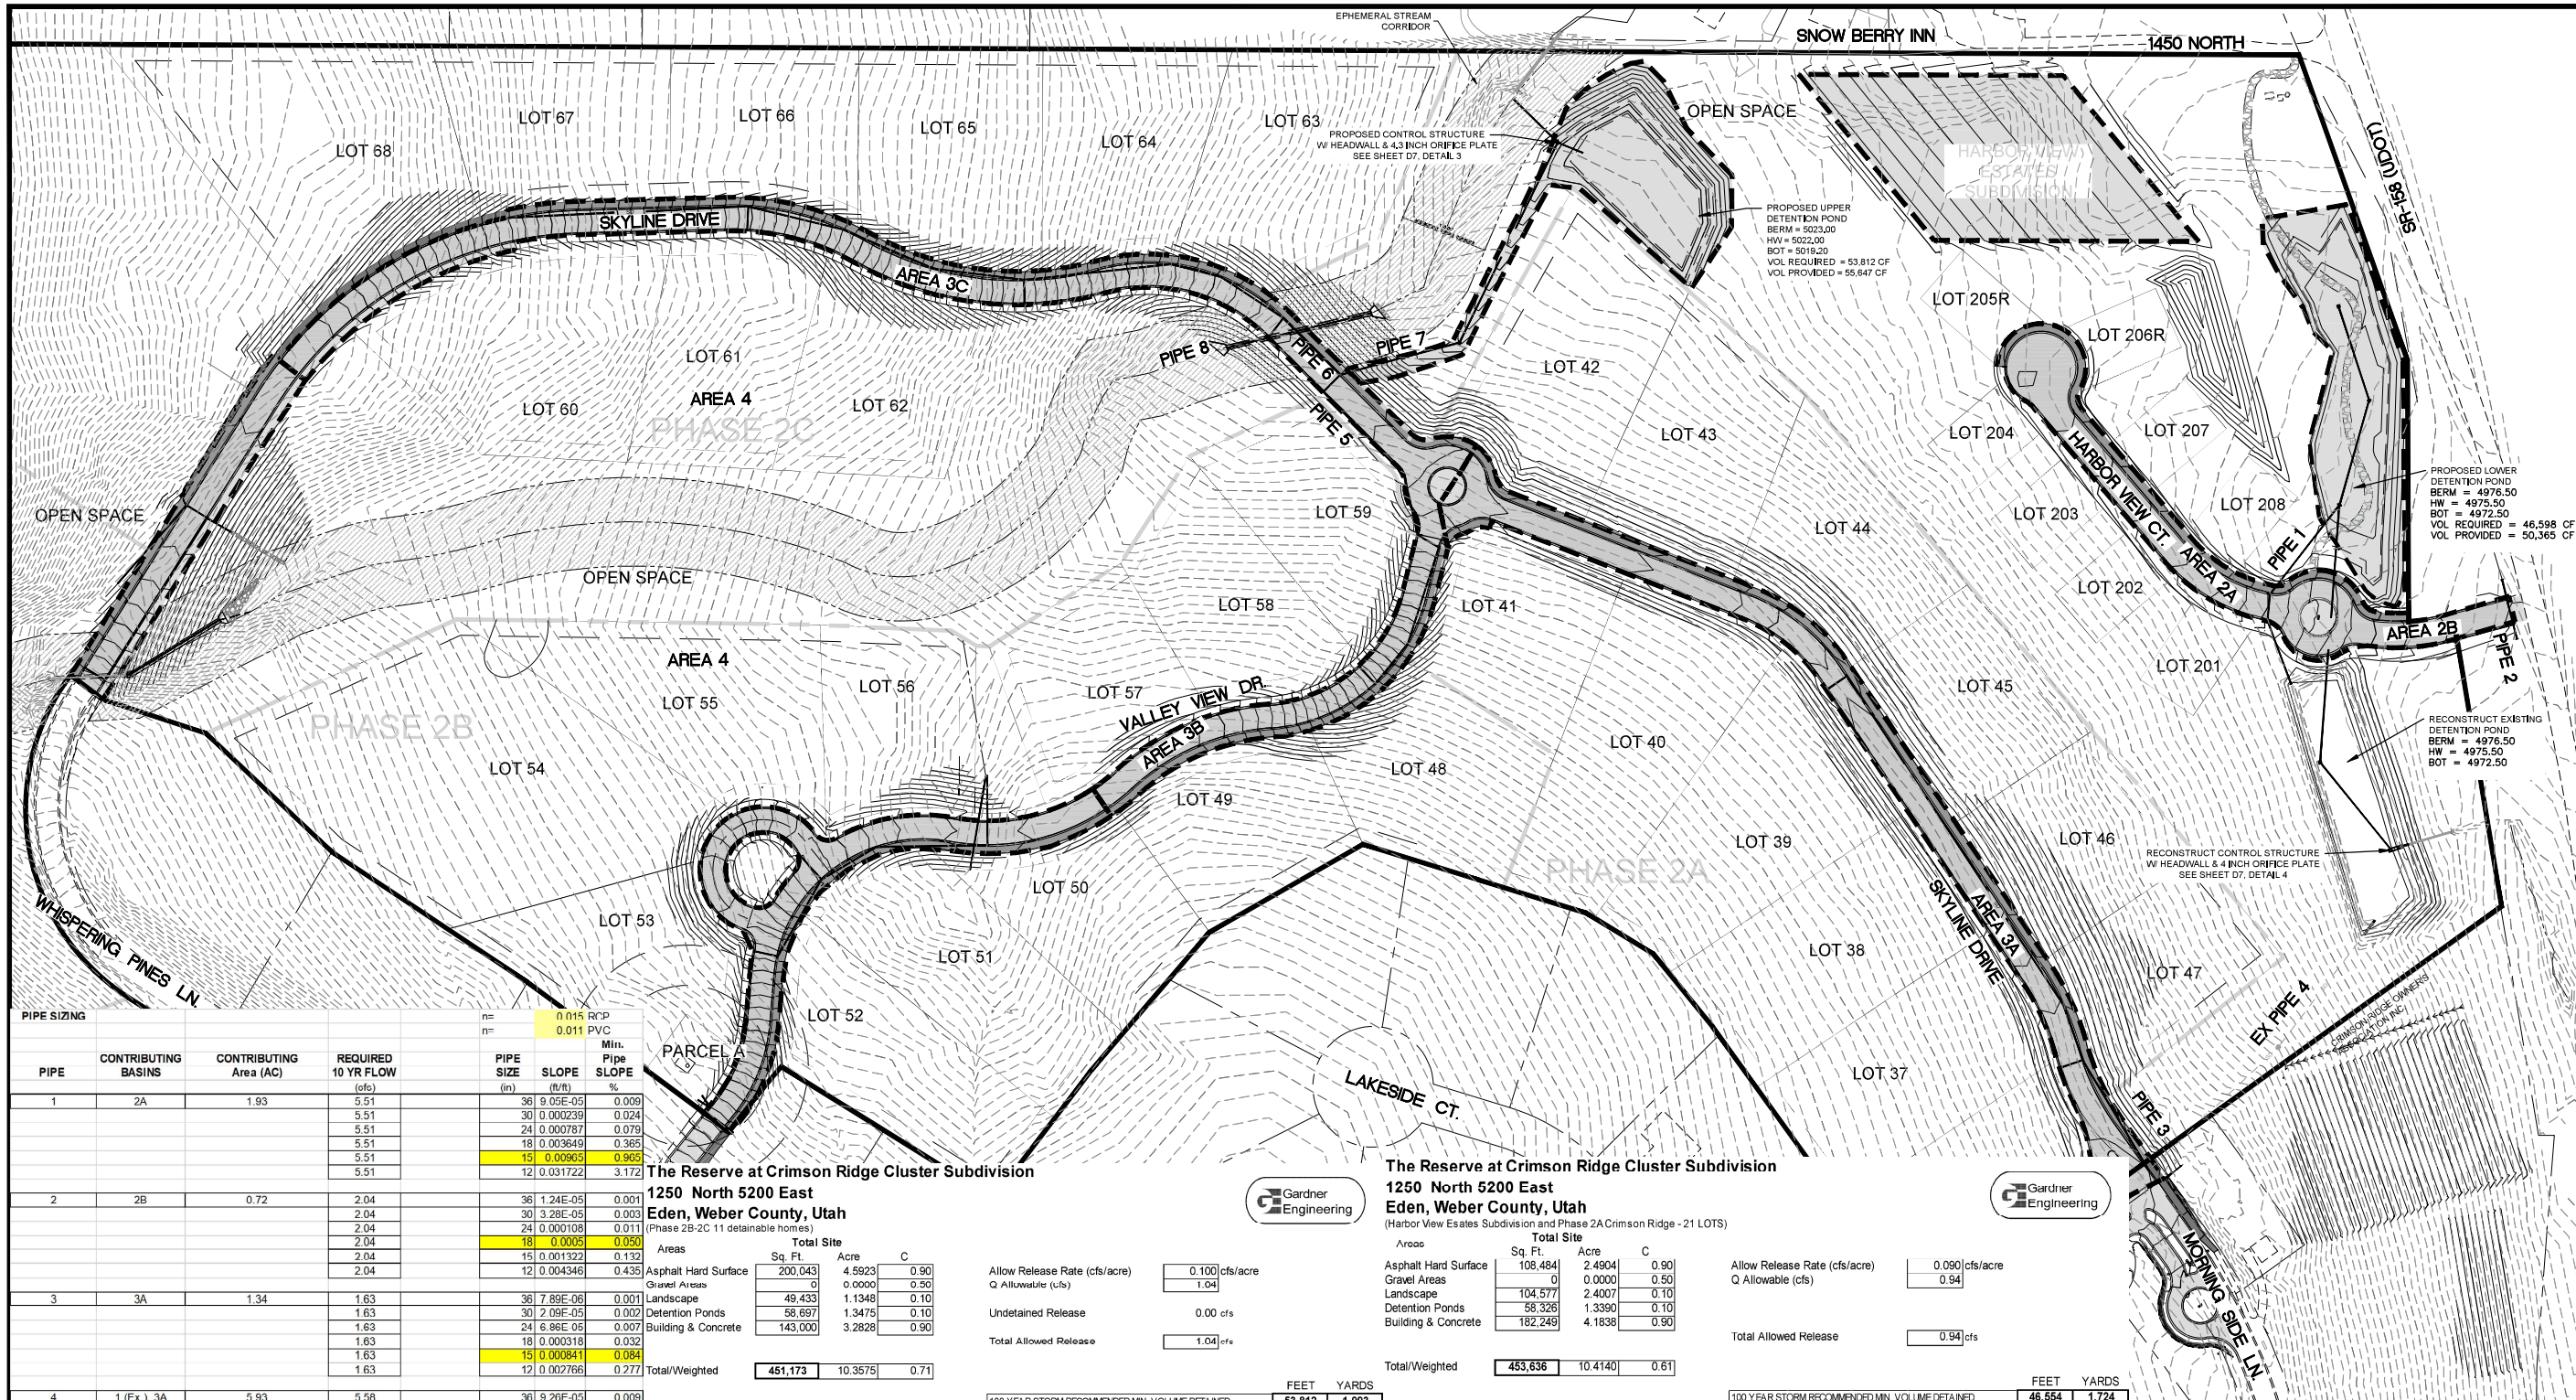 EPHEMERAL STREAM
CORRIDOR
SNOW BERRY INN
1450 NORTH
SR-158 (UDOT)
LOT 67
LOT 66
LOT 65
LOT 64
LOT 63
LOT 68
OPEN SPACE
PROPOSED CONTROL STRUCTURE
W/ HEADWALL & 4.3 INCH ORIFICE PLATE
SEE SHEET D7, DETAIL 3
HARBOR VIEW
ESTATES
SUBDIVISION
SKYLINE DRIVE
AREA 3C
PROPOSED UPPER
DETENTION POND
BERM = 5023.00
HW = 5022.00
BOT = 5019.20
VOL REQUIRED = 53,812 CF
VOL PROVIDED = 55,647 CF
LOT 205R
LOT 206R
LOT 61
AREA 4
LOT 60
LOT 62
PHASE 2C
PIPE 8
PIPE 6
PIPE 7
PIPE 5
LOT 42
LOT 43
LOT 204
LOT 207
HARBOR VIEW CT.
AREA 2A
OPEN SPACE
LOT 59
LOT 44
LOT 203
LOT 208
PIPE 1
PROPOSED LOWER
DETENTION POND
BERM = 4976.50
HW = 4975.50
BOT = 4972.50
VOL REQUIRED = 46,598 CF
VOL PROVIDED = 50,365 CF
OPEN SPACE
LOT 58
LOT 41
LOT 202
AREA 2B
PIPE 2
AREA 4
LOT 55
LOT 56
LOT 57
VALLEY VIEW DR.
AREA 3B
LOT 45
LOT 201
PHASE 2B
LOT 54
LOT 49
LOT 48
LOT 40
RECONSTRUCT EXISTING
DETENTION POND
BERM = 4976.50
HW = 4975.50
BOT = 4972.50
LOT 39
LOT 46
PHASE 2A
RECONSTRUCT CONTROL STRUCTURE
W/ HEADWALL & 4 INCH ORIFICE PLATE
SEE SHEET D7, DETAIL 4
WHISPERING PINES LN.
LOT 53
LOT 50
LOT 51
LOT 52
LOT 38
SKYLINE DRIVE
AREA 3A
LOT 47
EX PIPE 4
CRIMSON RIDGE OWNERS
ASSOCIATION INC
PARCEL A
LAKESIDE CT.
LOT 37
PIPE 3
MORNING SIDE LN.
PIPE SIZING n= 0.015 RCP
n= 0.011 PVC
PIPE CONTRIBUTING BASINS CONTRIBUTING Area (AC) REQUIRED 10 YR FLOW PIPE SIZE SLOPE Min. Pipe SLOPE
(cfs) (in) (ft/ft) %
1 2A 1.93 5.51 36 9.05E-05 0.009
5.51 30 0.000239 0.024
5.51 24 0.000787 0.079
5.51 18 0.003649 0.365
5.51 15 0.00965 0.965
5.51 12 0.031722 3.172
2 2B 0.72 2.04 36 1.24E-05 0.001
2.04 30 3.28E-05 0.003
2.04 24 0.000108 0.011
2.04 18 0.0005 0.050
2.04 15 0.001322 0.132
2.04 12 0.004346 0.435
3 3A 1.34 1.63 36 7.89E-06 0.001
1.63 30 2.09E-05 0.002
1.63 24 6.86E-05 0.007
1.63 18 0.000318 0.032
1.63 15 0.000841 0.084
1.63 12 0.002766 0.277
4 1 (Ex.), 3A 5.93 5.58 36 9.26E-05 0.009
The Reserve at Crimson Ridge Cluster Subdivision
1250 North 5200 East
Eden, Weber County, Utah
(Phase 2B-2C 11 detainable homes)
Gardner
Engineering
Areas Total Site
Sq. Ft. Acre C
Asphalt Hard Surface 200,043 4.5923 0.90
Gravel Areas 0 0.0000 0.50
Landscape 49,433 1.1348 0.10
Detention Ponds 58,697 1.3475 0.10
Building & Concrete 143,000 3.2828 0.90
Total/Weighted 451,173 10.3575 0.71
Allow Release Rate (cfs/acre) 0.100 cfs/acre
Q Allowable (cfs) 1.04
Undetained Release 0.00 cfs
Total Allowed Release 1.04 cfs
FEET YARDS
100 YEAR STORM RECOMMENDED MIN. VOLUME DETAINED 53,812 1,993
The Reserve at Crimson Ridge Cluster Subdivision
1250 North 5200 East
Eden, Weber County, Utah
(Harbor View Esates Subdivision and Phase 2A Crimson Ridge - 21 LOTS)
Gardner
Engineering
Areas Total Site
Sq. Ft. Acre C
Asphalt Hard Surface 108,484 2.4904 0.90
Gravel Areas 0 0.0000 0.50
Landscape 104,577 2.4007 0.10
Detention Ponds 58,326 1.3390 0.10
Building & Concrete 182,249 4.1838 0.90
Total/Weighted 453,636 10.4140 0.61
Allow Release Rate (cfs/acre) 0.090 cfs/acre
Q Allowable (cfs) 0.94
Total Allowed Release 0.94 cfs
FEET YARDS
100 YEAR STORM RECOMMENDED MIN. VOLUME DETAINED 46,554 1,724